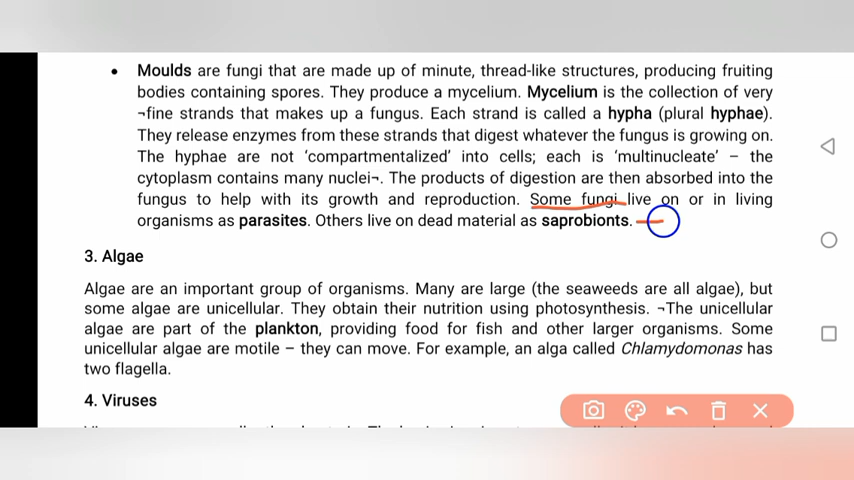 • Moulds are fungi that are made up of minute, thread-like structures, producing fruiting
bodies containing spores. They produce a mycelium. Mycelium is the collection of very
¬fine strands that makes up a fungus. Each strand is called a hypha (plural hyphae).
They release enzymes from these strands that digest whatever the fungus is growing on.
The hyphae are not ‘compartmentalized’ into cells; each is ‘multinucleate’ – the
cytoplasm contains many nuclei¬. The products of digestion are then absorbed into the
fungus to help with its growth and reproduction. Some fungi live on or in living
organisms as parasites. Others live on dead material as saprobionts.
3. Algae
Algae are an important group of organisms. Many are large (the seaweeds are all algae), but
some algae are unicellular. They obtain their nutrition using photosynthesis. ¬The unicellular
algae are part of the plankton, providing food for fish and other larger organisms. Some
unicellular algae are motile – they can move. For example, an alga called Chlamydomonas has
two flagella.
4. Viruses